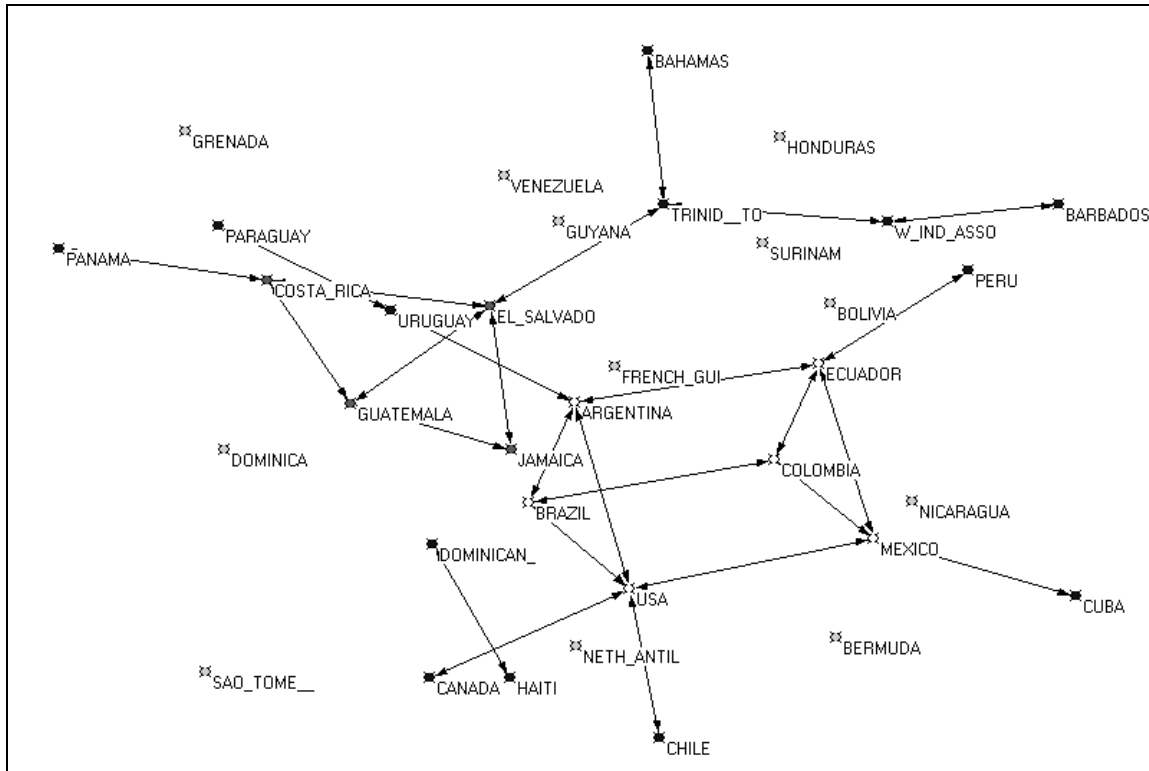 BAHAMAS
GRENADA
HONDURAS
VENEZUELA
TRINID__TO
BARBADOS
GUYANA
W_IND_ASSO
PARAGUAY
SURINAM
PANAMA
PERU
COSTA_RICA
BOLIVIA
URUGUAY
EL_SALVADO
FRENCH_GUI
ECUADOR
GUATEMALA
ARGENTINA
DOMINICA
JAMAICA
COLOMBIA
BRAZIL
NICARAGUA
MEXICO
DOMINICAN_
USA
CUBA
NETH_ANTIL
BERMUDA
SAO_TOME__
CANADA
HAITI
CHILE